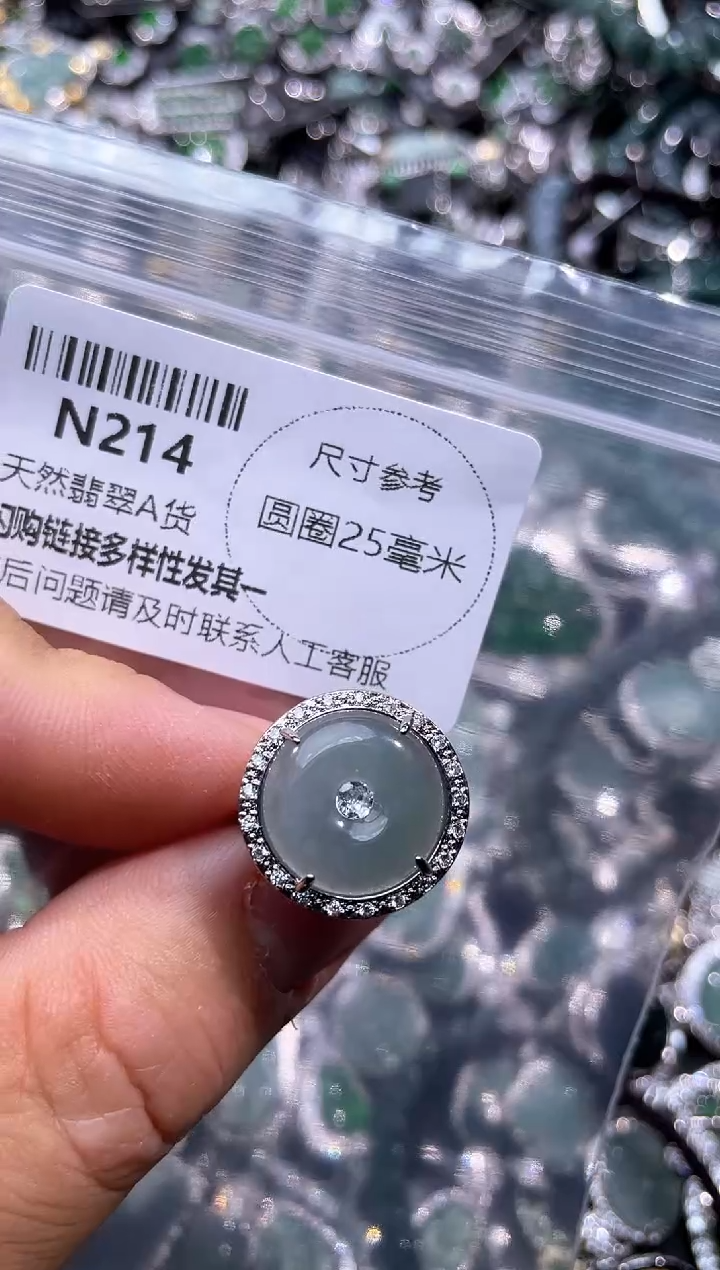 N214
天然翡翠A货
闪购链接多样性发其一
后问题请及时联系人工客服
尺寸参考
圆圈25毫米